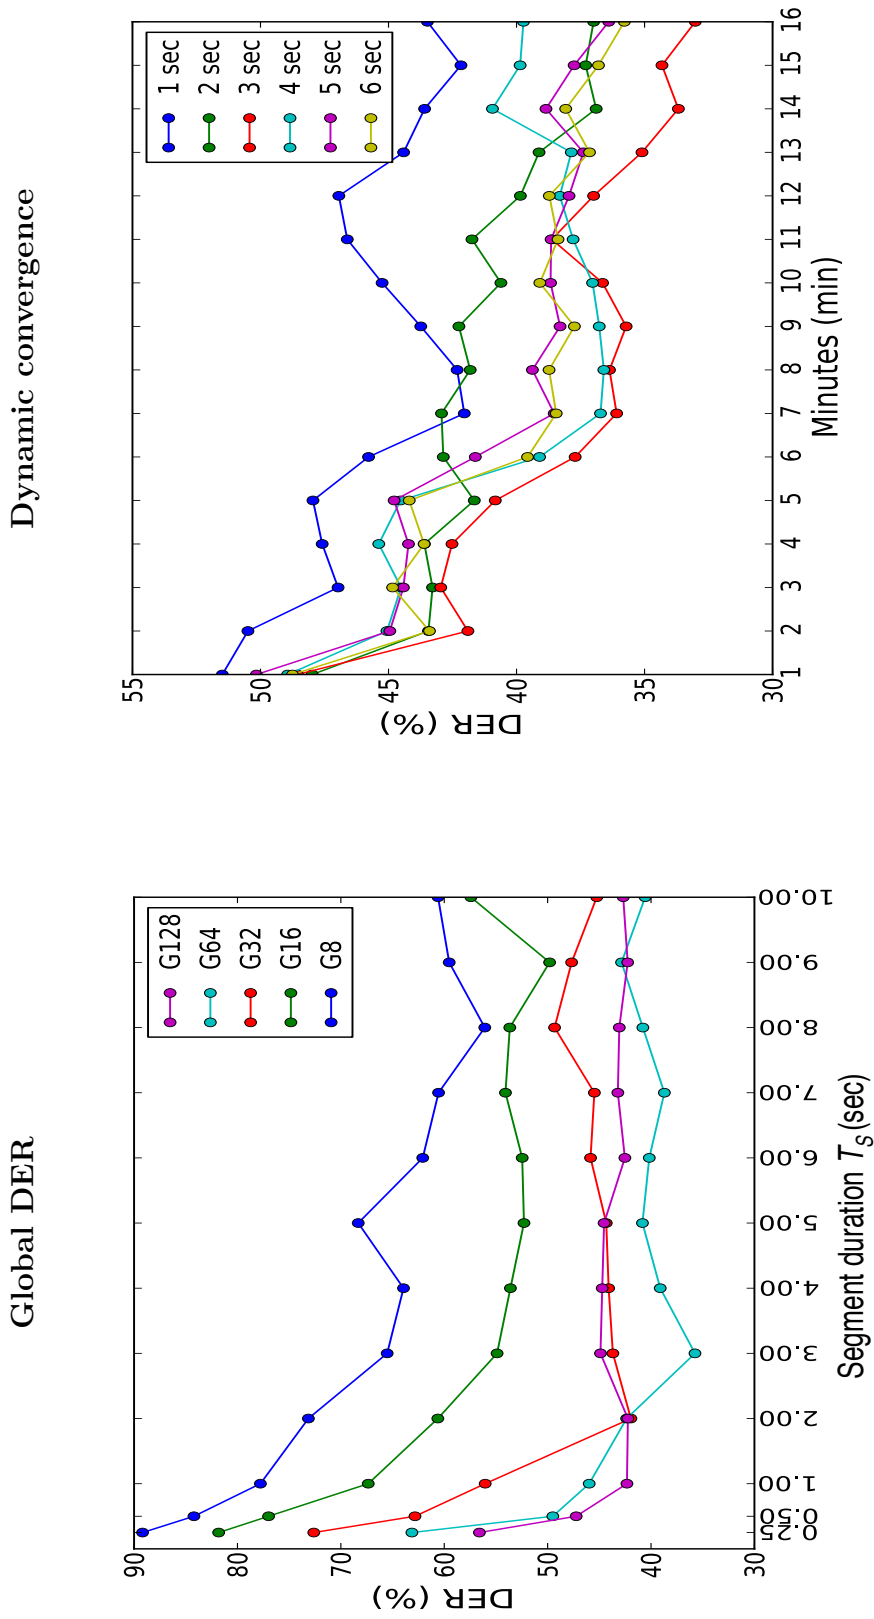 Global DER
DER (%)
90
80
70
60
50
40
30
0.25
0.50
1.00
2.00
3.00
4.00
5.00
6.00
7.00
8.00
9.00
10.00
Segment duration T_S (sec)
G128
G64
G32
G16
G8
Dynamic convergence
DER (%)
55
50
45
40
35
30
1
2
3
4
5
6
7
8
9
10
11
12
13
14
15
16
Minutes (min)
1 sec
2 sec
3 sec
4 sec
5 sec
6 sec